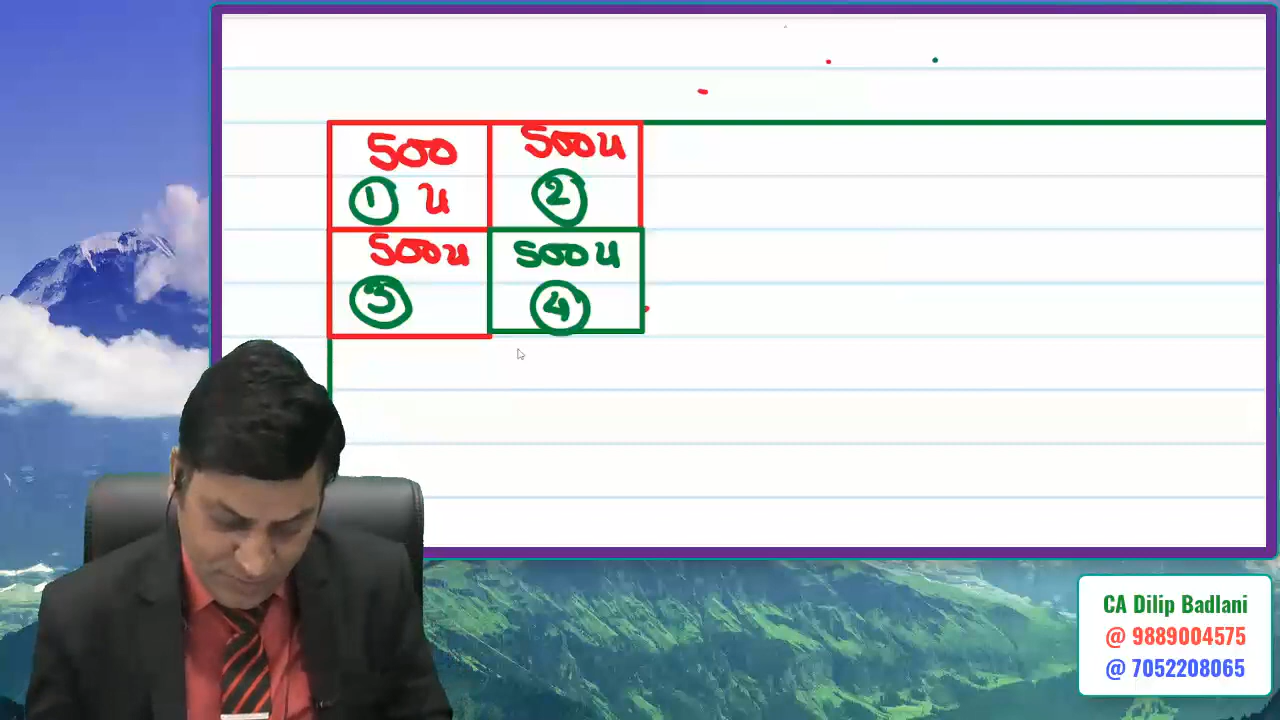 500 500u
① u ②
500u 500u
③ ④
CA Dilip Badlani
@ 9889004575
@ 7052208065